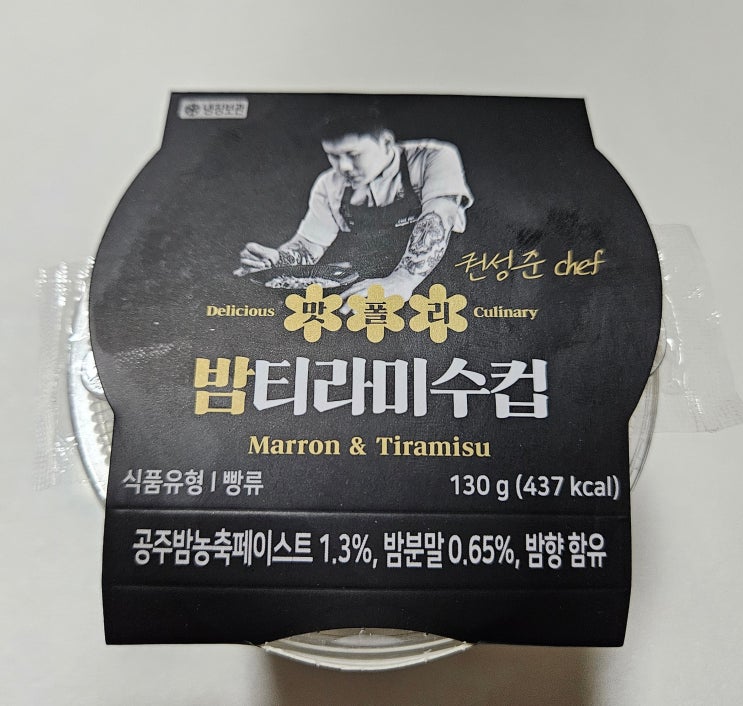 냉장보관
권성준 chef
Delicious 맛폴리 Culinary
밤티라미수컵
Marron & Tiramisu
식품유형 | 빵류 130 g (437 kcal)
공주밤농축페이스트 1.3%, 밤분말 0.65%, 밤향 함유